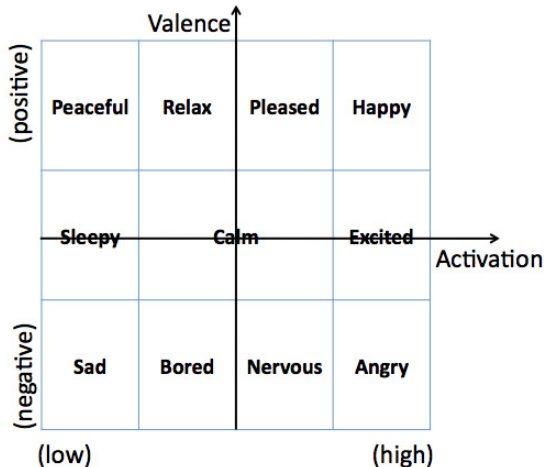 Valence
(positive)
Peaceful Relax Pleased Happy
Sleepy Calm Excited
Activation
(negative)
Sad Bored Nervous Angry
(low) (high)